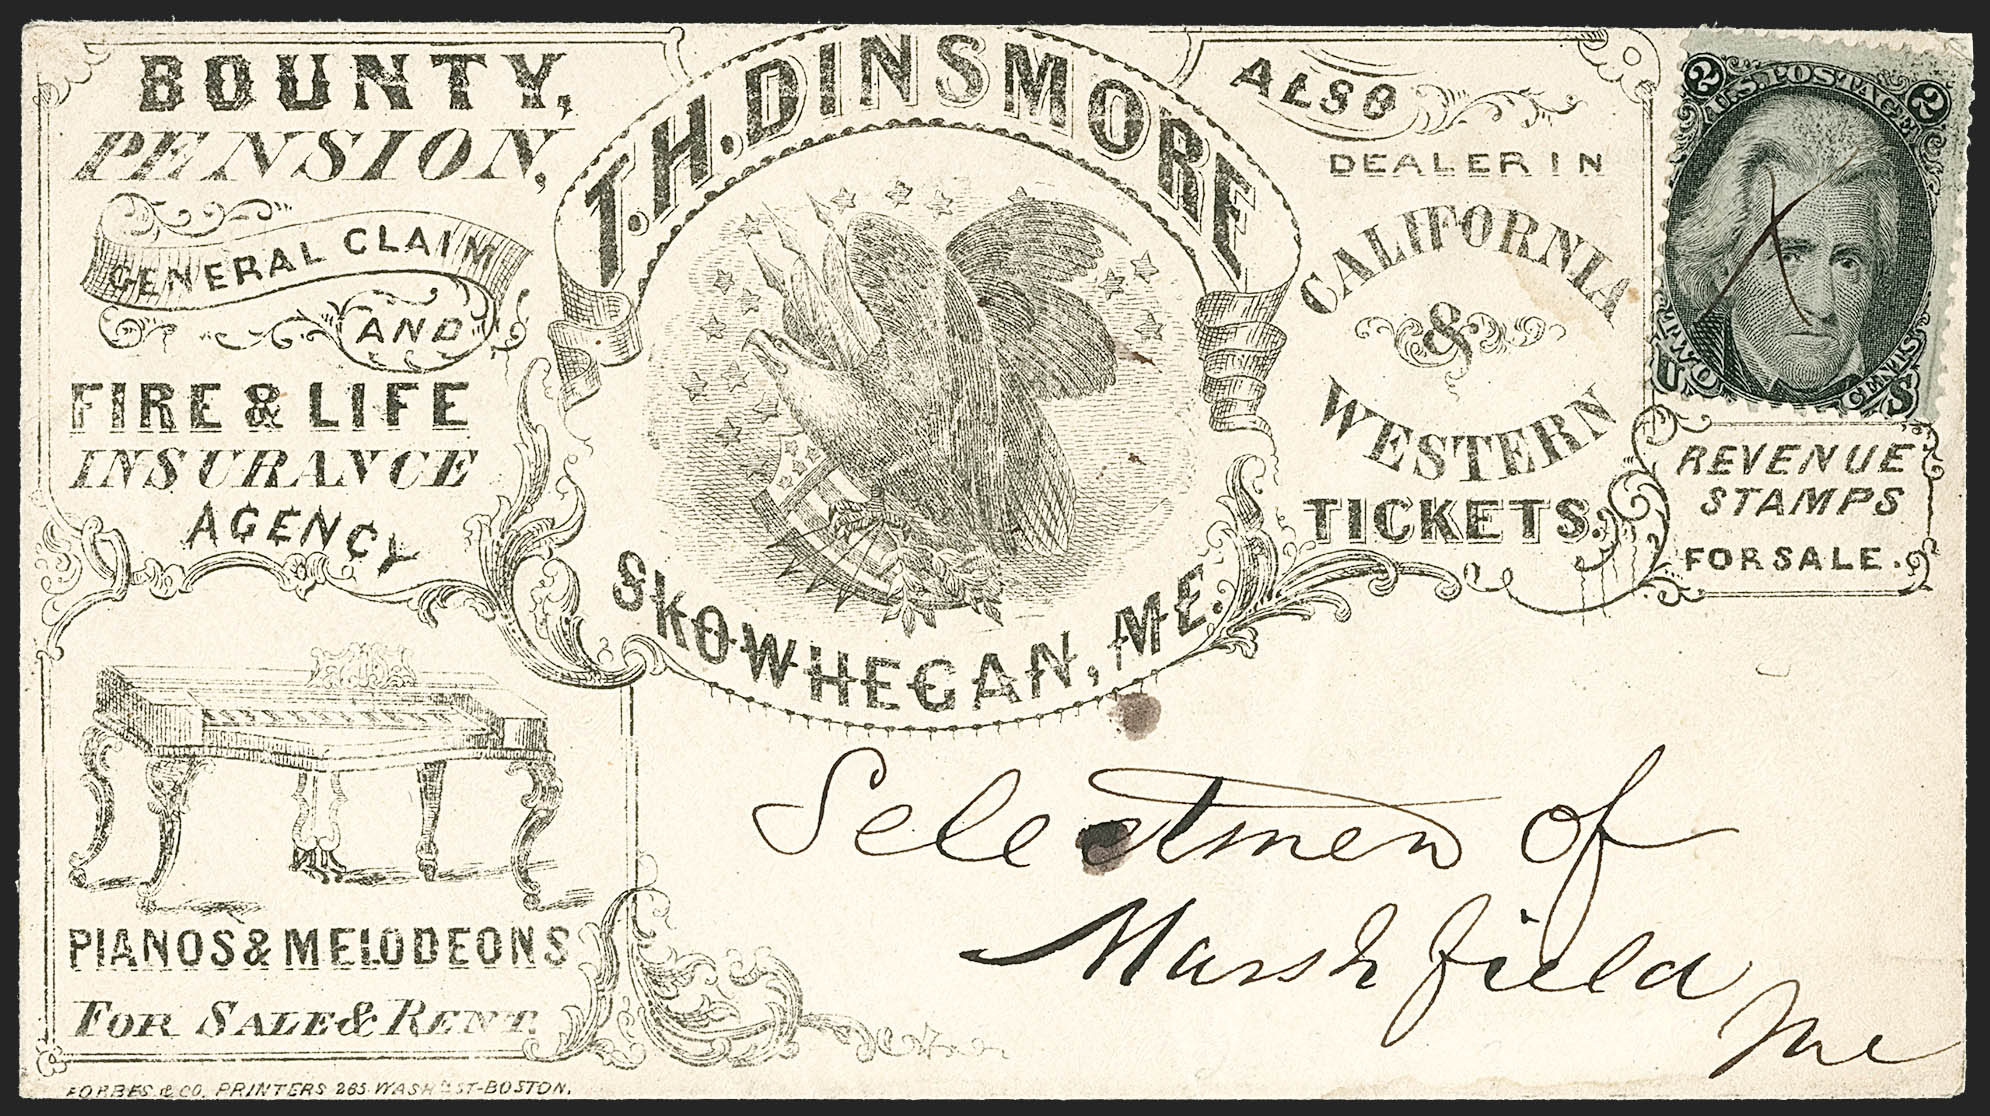 BOUNTY,
PENSION,
GENERAL CLAIM
AND
FIRE & LIFE
INSURANCE
AGENCY
T.H. DINSMORE
SKOWHEGAN, ME.
ALSO
DEALER IN
CALIFORNIA
&
WESTERN
TICKETS.
2 U.S. POSTAGE 2
U TWO CENTS S
REVENUE
STAMPS
FOR SALE.
PIANOS & MELODEONS
FOR SALE & RENT.
FORBES & CO. PRINTERS 265 WASH ST-BOSTON.
Selectmen of
Marshfield
Me